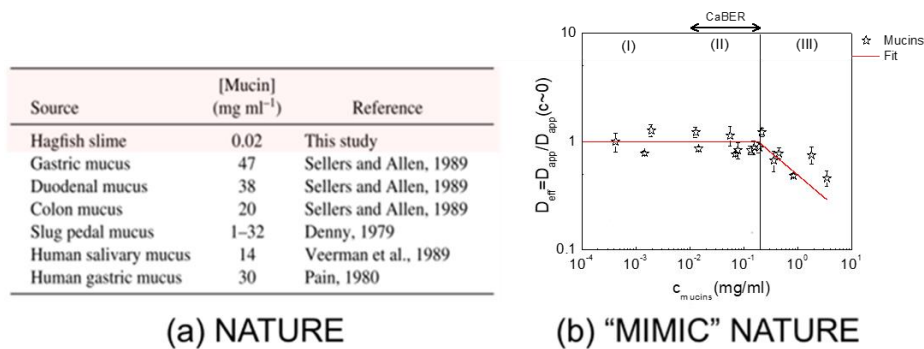 [Mucin]
Source (mg ml⁻¹) Reference
Hagfish slime 0.02 This study
Gastric mucus 47 Sellers and Allen, 1989
Duodenal mucus 38 Sellers and Allen, 1989
Colon mucus 20 Sellers and Allen, 1989
Slug pedal mucus 1–32 Denny, 1979
Human salivary mucus 14 Veerman et al., 1989
Human gastric mucus 30 Pain, 1980
(a) NATURE
CaBER
10
(I) (II) (III)
Mucins
Fit
1
0.1
D_eff=D_app/D_app(c~0)
10⁻⁴ 10⁻³ 10⁻² 10⁻¹ 10⁰ 10¹
c_mucins(mg/ml)
(b) “MIMIC” NATURE